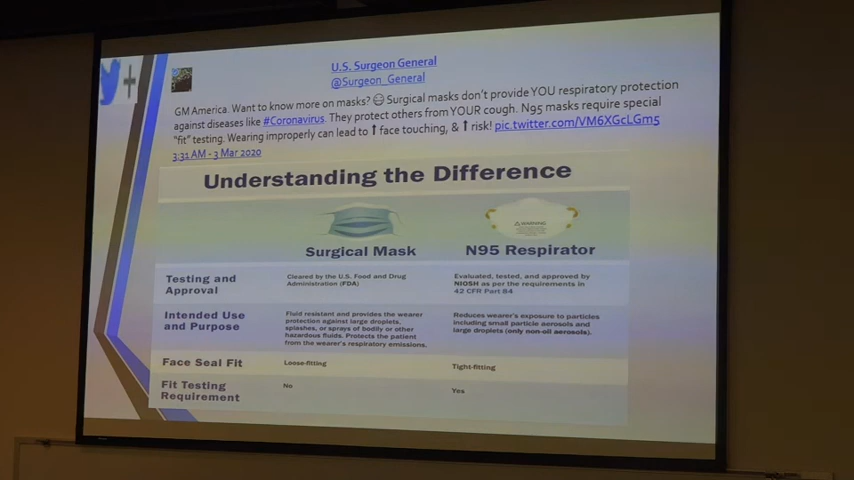 U.S. Surgeon General
@Surgeon_General
GM America. Want to know more on masks? 😷 Surgical masks don't provide YOU respiratory protection
against diseases like #Coronavirus. They protect others from YOUR cough. N95 masks require special
"fit" testing. Wearing improperly can lead to ⬆ face touching, & ⬆ risk! pic.twitter.com/VM6XGcLGm5
3:31 AM - 3 Mar 2020
Understanding the Difference
Surgical Mask
N95 Respirator
WARNING
Testing and
Approval
Cleared by the U.S. Food and Drug
Administration (FDA)
Evaluated, tested, and approved by
NIOSH as per the requirements in
42 CFR Part 84
Intended Use
and Purpose
Fluid resistant and provides the wearer
protection against large droplets,
splashes, or sprays of bodily or other
hazardous fluids. Protects the patient
from the wearer's respiratory emissions.
Reduces wearer's exposure to particles
including small particle aerosols and
large droplets (only non-oil aerosols).
Face Seal Fit
Loose-fitting
Tight-fitting
Fit Testing
Requirement
No
Yes